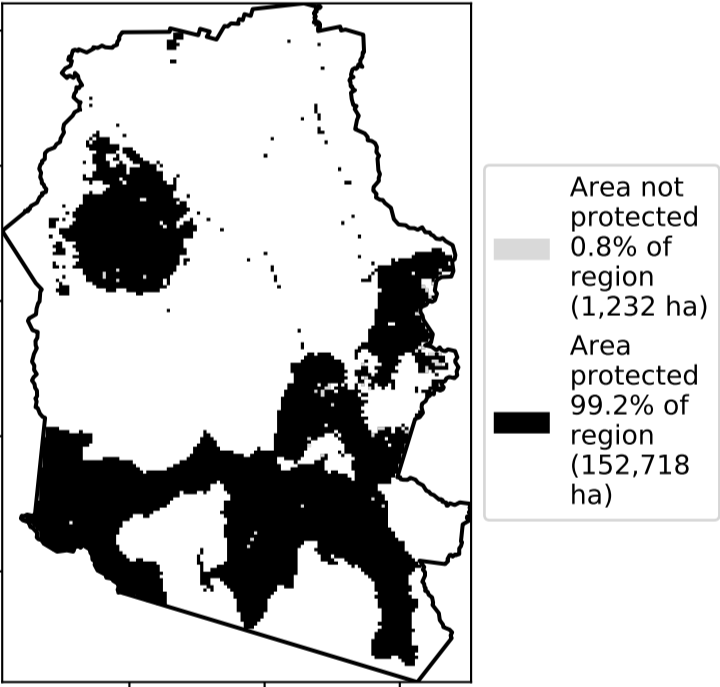 Area not
protected
0.8% of
region
(1,232 ha)
Area
protected
99.2% of
region
(152,718
ha)